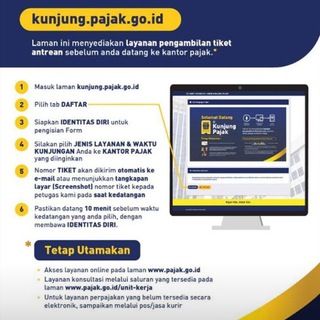 kunjung.pajak.go.id
Laman ini menyediakan layanan pengambilan tiket
antrean sebelum anda datang ke kantor pajak.*
1 Masuk laman kunjung.pajak.go.id
2 Pilih tab DAFTAR
3 Siapkan IDENTITAS DIRI untuk
pengisian Form
4 Silakan pilih JENIS LAYANAN & WAKTU
KUNJUNGAN Anda ke KANTOR PAJAK
yang diinginkan
5 Nomor TIKET akan dikirim otomatis ke
e-mail atau menunjukkan tangkapan
layar (Screenshot) nomor tiket kepada
petugas kami pada saat kedatangan
6 Pastikan datang 10 menit sebelum waktu
kedatangan yang anda pilih, dengan
membawa IDENTITAS DIRI.
Selamat Datang
di
Kunjung
Pajak
* Tetap Utamakan
• Akses layanan online pada laman www.pajak.go.id
• Layanan konsultasi melalui saluran yang tersedia pada
laman www.pajak.go.id/unit-kerja
• Untuk layanan perpajakan yang belum tersedia secara
elektronik, sampaikan melalui pos/jasa kurir